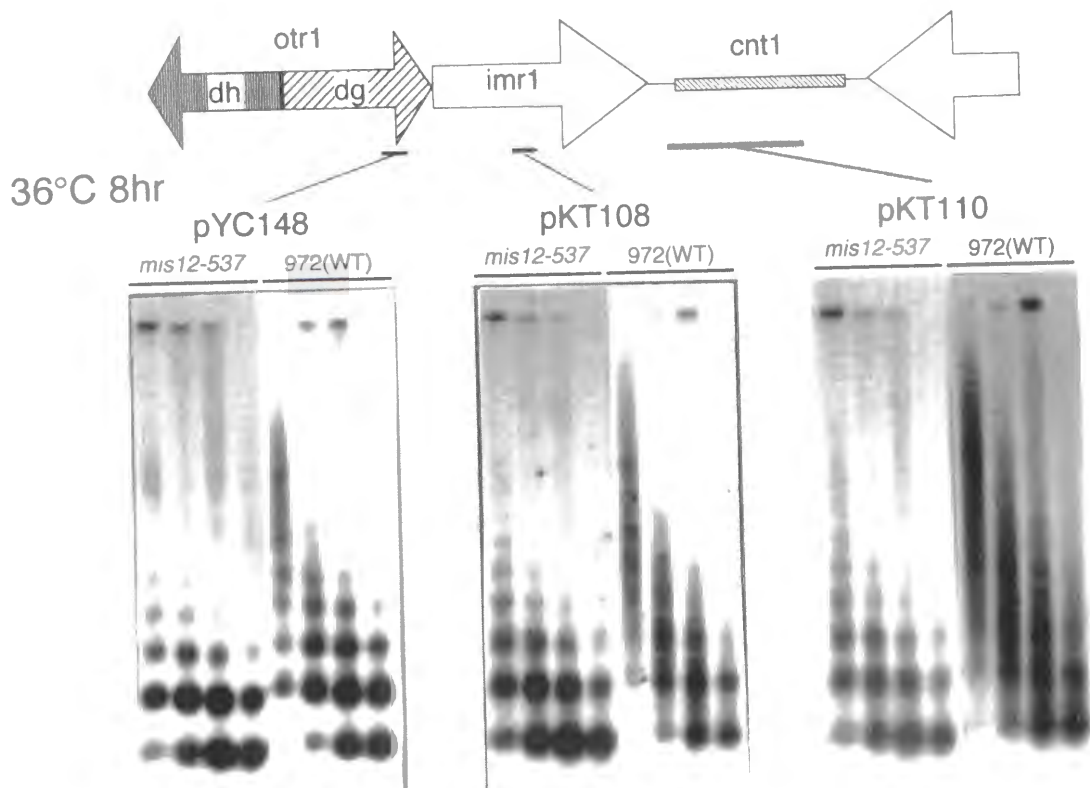 otr1
cnt1
dh
dg
imr1
36°C 8hr
pYC148
pKT108
pKT110
mis12-537 972(WT)
mis12-537 972(WT)
mis12-537 972(WT)